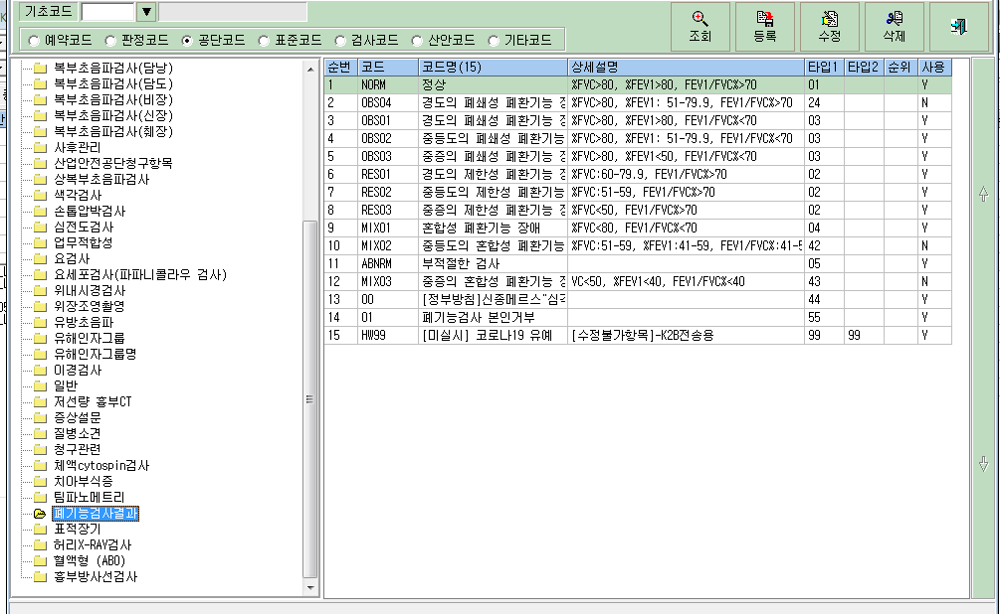 기초코드
예약코드 판정코드 공단코드 표준코드 검사코드 산안코드 기타코드
조회 등록 수정 삭제
복부초음파검사(담낭)
복부초음파검사(담도)
복부초음파검사(비장)
복부초음파검사(신장)
복부초음파검사(췌장)
사후관리
산업안전공단청구항목
상복부초음파검사
색각검사
손톱압박검사
심전도검사
업무적합성
요검사
요세포검사(파파니콜라우 검사)
위내시경검사
위장조영촬영
유방초음파
유해인자그룹
유해인자그룹명
이경검사
일반
저선량 흉부CT
증상설문
질병소견
청구관련
체액cytospin검사
치아부식증
팀파노메트리
폐기능검사결과
표적장기
허리X-RAY검사
혈액형 (ABO)
흉부방사선검사
순번 코드 코드명(15) 상세설명 타입1 타입2 순위 사용
1 NORM 정상 %FVC>80, %FEV1>80, FEV1/FVC%>70 01 Y
2 OBS04 경도의 폐쇄성 폐환기능 %FVC>80, %FEV1: 51-79.9, FEV1/FVC%>70 24 N
3 OBS01 경도의 폐쇄성 폐환기능 %FVC>80, %FEV1>80, FEV1/FVC%<70 03 Y
4 OBS02 중등도의 폐쇄성 폐환기 %FVC>80, %FEV1: 51-79.9, FEV1/FVC%<70 03 Y
5 OBS03 중증의 폐쇄성 폐환기능 %FVC>80, %FEV1<50, FEV1/FVC%<70 03 Y
6 RES01 경도의 제한성 폐환기능 %FVC:60-79.9, FEV1/FVC%>70 02 Y
7 RES02 중등도의 제한성 폐환기능 %FVC:51-59, FEV1/FVC%>70 02 Y
8 RES03 중증의 제한성 폐환기능 %FVC<50, FEV1/FVC%>70 02 Y
9 MIX01 혼합성 폐환기능 장애 %FVC<80, FEV1/FVC%<70 04 Y
10 MIX02 중등도의 혼합성 폐환기능 %FVC:51-59, %FEV1:41-59, FEV1/FVC%:41-5 42 N
11 ABNRM 부적절한 검사 05 Y
12 MIX03 중증의 혼합성 폐환기능 VC<50, %FEV1<40, FEV1/FVC%<40 43 N
13 00 [정부방침]신종메르스"심각 44 Y
14 01 폐기능검사 본인거부 55 Y
15 HW99 [미실시] 코로나19 유예 [수정불가항목]-K2B전송용 99 99 Y